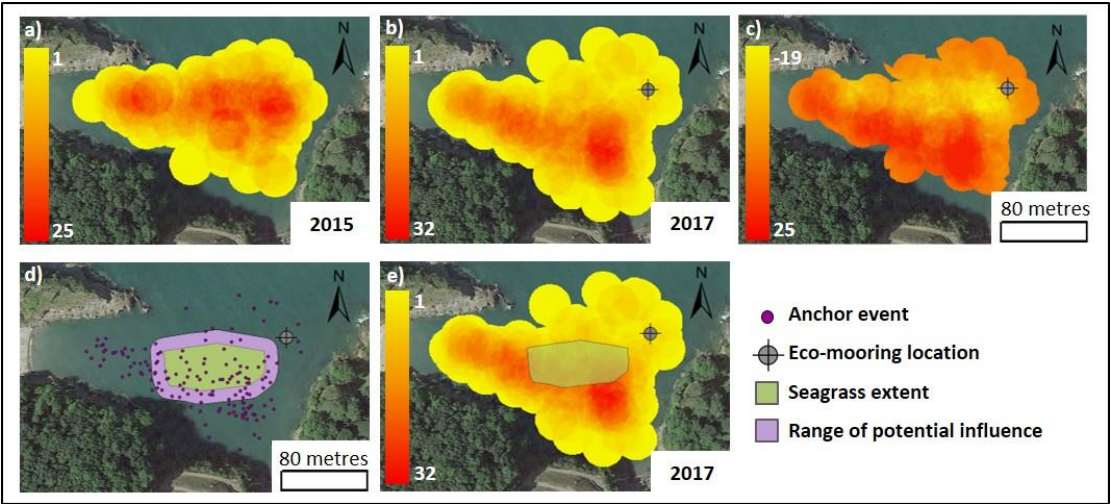 a)
N
1
25
2015
b)
N
1
32
2017
c)
N
-19
25
80 metres
d)
N
80 metres
e)
N
1
32
2017
Anchor event
Eco-mooring location
Seagrass extent
Range of potential influence